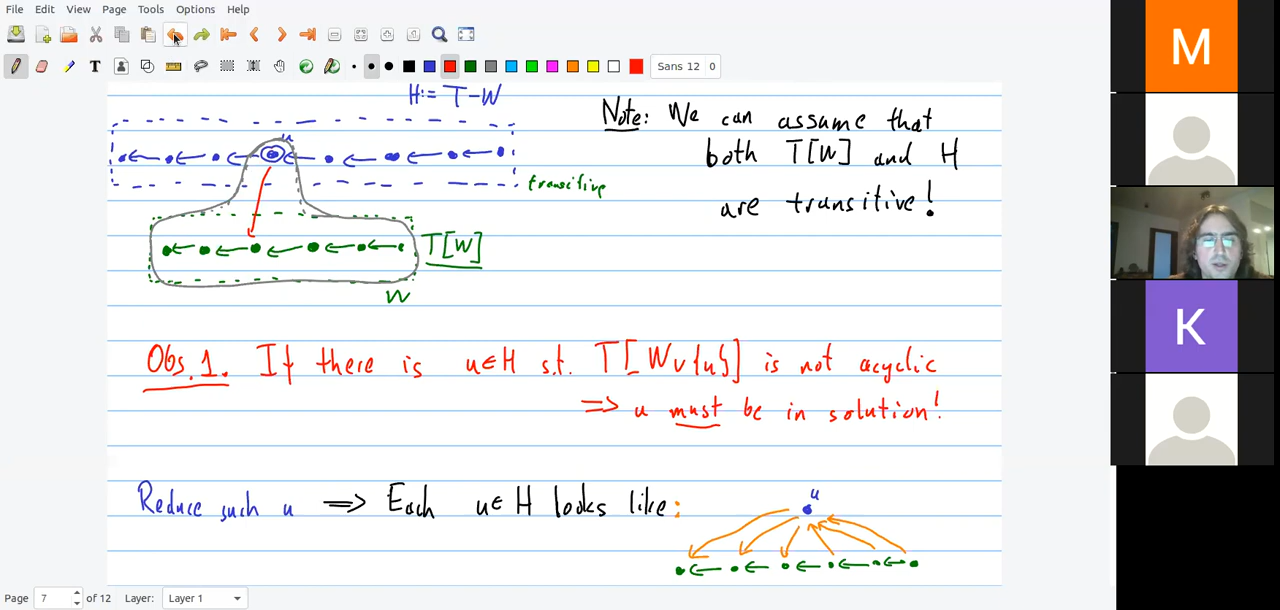 File Edit View Page Tools Options Help
Sans 12 0
H:= T-W
u
transitive
T[W]
W
Note: We can assume that
both T[W] and H
are transitive!
Obs.1. If there is u∈H s.t. T[W∪{u}] is not acyclic
=> u must be in solution!
Reduce such u => Each u∈H looks like:
u
Page 7 of 12 Layer: Layer 1
M
K